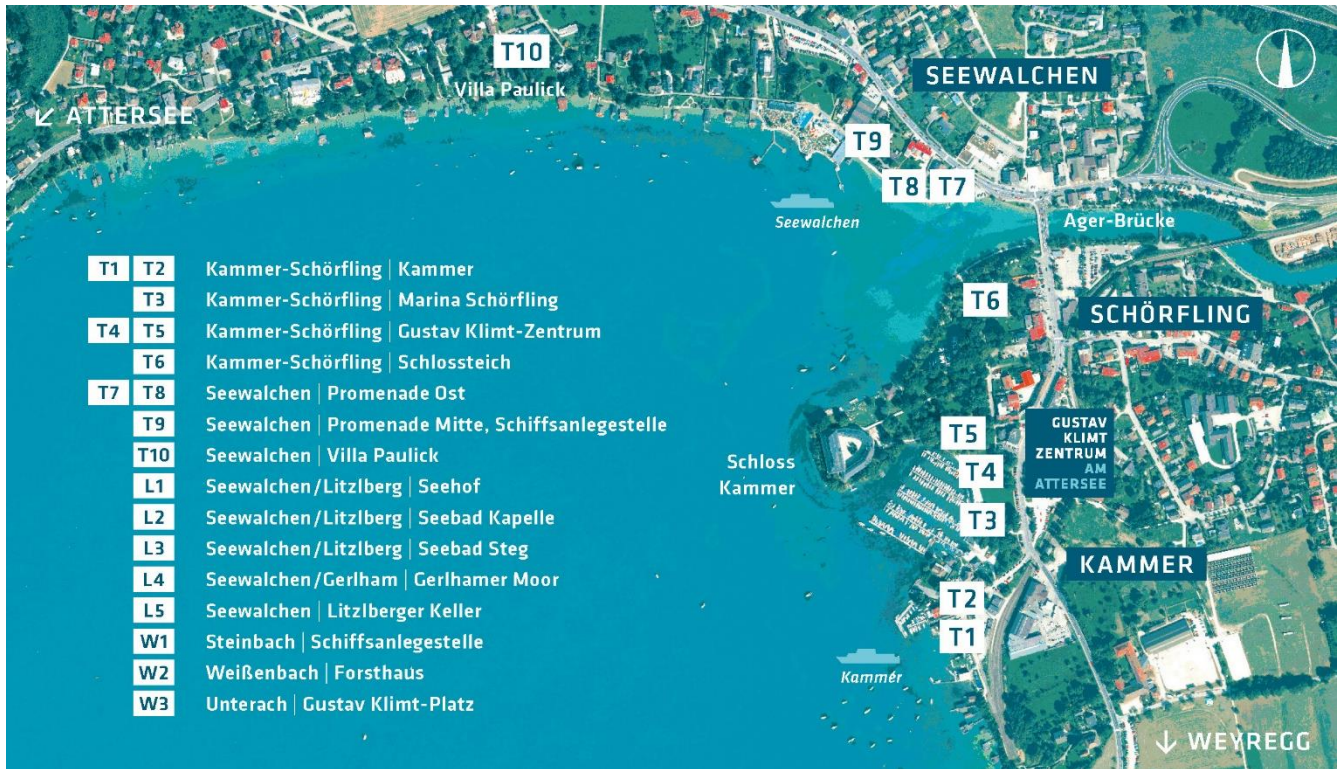 T10
Villa Paulick
SEEWALCHEN
↙ ATTERSEE
T9
T8 T7
Seewalchen
Ager-Brücke
T1 T2 Kammer-Schörfling | Kammer
T3 Kammer-Schörfling | Marina Schörfling
T4 T5 Kammer-Schörfling | Gustav Klimt-Zentrum
T6 Kammer-Schörfling | Schlossteich
T7 T8 Seewalchen | Promenade Ost
T9 Seewalchen | Promenade Mitte, Schiffsanlegestelle
T10 Seewalchen | Villa Paulick
L1 Seewalchen/Litzlberg | Seehof
L2 Seewalchen/Litzlberg | Seebad Kapelle
L3 Seewalchen/Litzlberg | Seebad Steg
L4 Seewalchen/Gerlham | Gerlhamer Moor
L5 Seewalchen | Litzlberger Keller
W1 Steinbach | Schiffsanlegestelle
W2 Weißenbach | Forsthaus
W3 Unterach | Gustav Klimt-Platz
T6
SCHÖRFLING
GUSTAV
KLIMT
ZENTRUM
AM
ATTERSEE
T5
T4
Schloss
Kammer
T3
KAMMER
T2
T1
Kammer
↓ WEYREGG